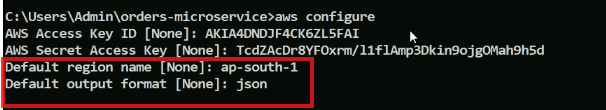 C:\Users\Admin\orders-microservice>aws configure
AWS Access Key ID [None]: AKIA4DNDJF4CK6ZL5FAI
AWS Secret Access Key [None]: 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
Default region name [None]: ap-south-1
Default output format [None]: json